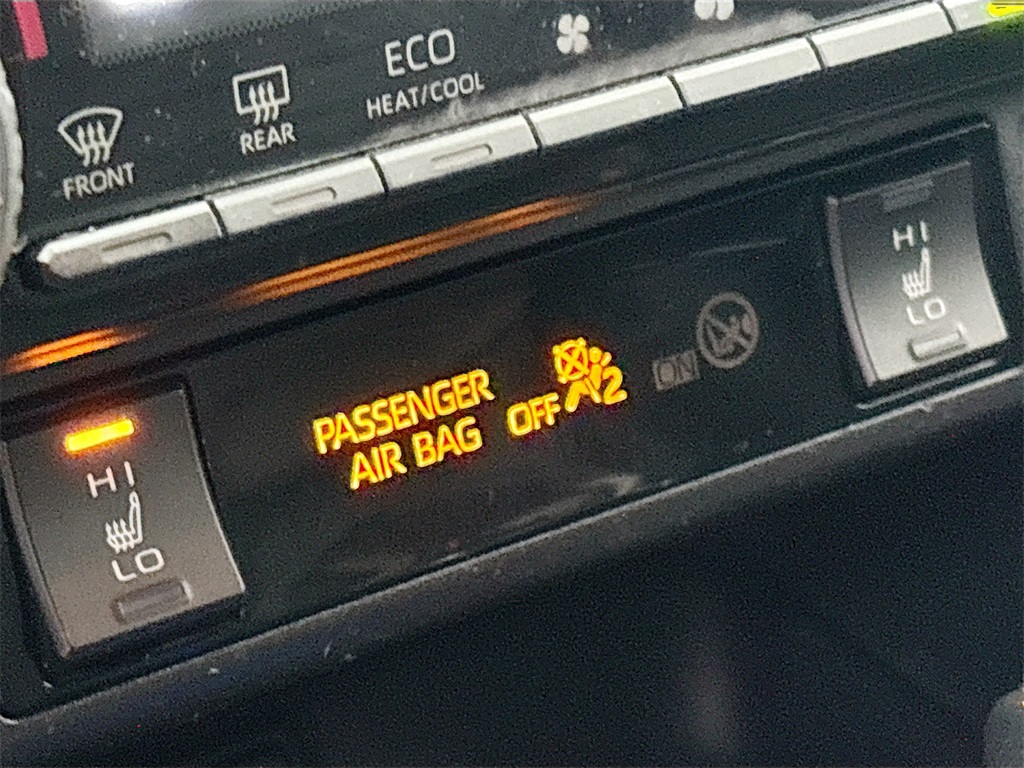 ECO
HEAT/COOL
REAR
FRONT
HI
LO
PASSENGER
AIR BAG
OFF
2
ON
HI
LO